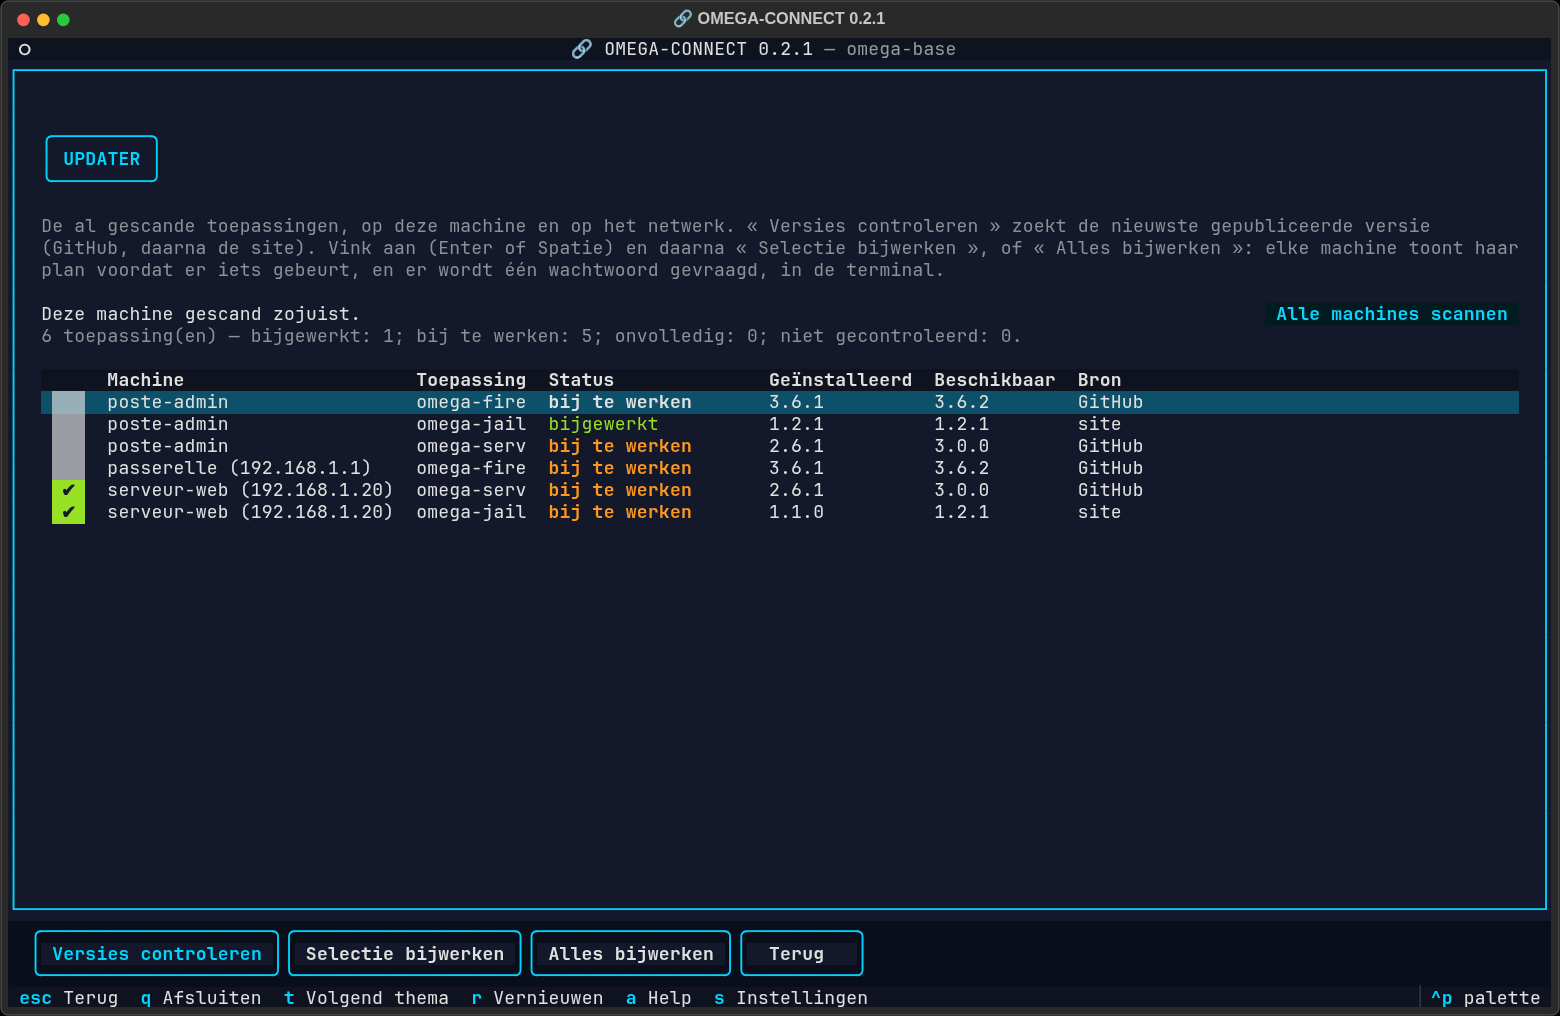 🔗 OMEGA-CONNECT 0.2.1
🔗 OMEGA-CONNECT 0.2.1 — omega-base
UPDATER
De al gescande toepassingen, op deze machine en op het netwerk. « Versies controleren » zoekt de nieuwste gepubliceerde versie
(GitHub, daarna de site). Vink aan (Enter of Spatie) en daarna « Selectie bijwerken », of « Alles bijwerken »: elke machine toont haar
plan voordat er iets gebeurt, en er wordt één wachtwoord gevraagd, in de terminal.
Deze machine gescand zojuist. Alle machines scannen
6 toepassing(en) — bijgewerkt: 1; bij te werken: 5; onvolledig: 0; niet gecontroleerd: 0.
Machine Toepassing Status Geïnstalleerd Beschikbaar Bron
poste-admin omega-fire bij te werken 3.6.1 3.6.2 GitHub
poste-admin omega-jail bijgewerkt 1.2.1 1.2.1 site
poste-admin omega-serv bij te werken 2.6.1 3.0.0 GitHub
passerelle (192.168.1.1) omega-fire bij te werken 3.6.1 3.6.2 GitHub
✔ serveur-web (192.168.1.20) omega-serv bij te werken 2.6.1 3.0.0 GitHub
✔ serveur-web (192.168.1.20) omega-jail bij te werken 1.1.0 1.2.1 site
Versies controleren Selectie bijwerken Alles bijwerken Terug
esc Terug q Afsluiten t Volgend thema r Vernieuwen a Help s Instellingen ^p palette